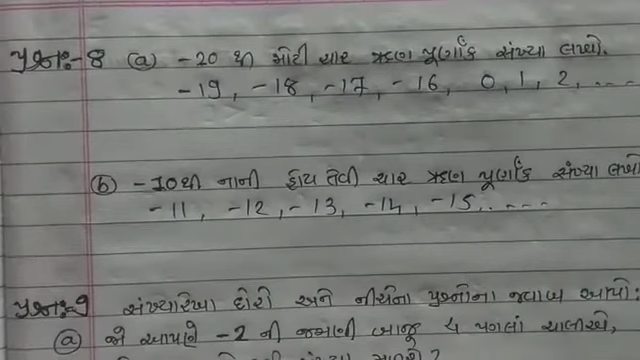 પ્રશ્ન:-8 (a) -20 થી મોટી ચાર ઋણ પૂર્ણાંક સંખ્યા લખો.
-19, -18, -17, -16, 0, 1, 2, ....
(b) -10થી નાની હોય તેવી ચાર ઋણ પૂર્ણાંક સંખ્યા લખો
-11, -12, -13, -14, -15, ....
પ્રશ્ન:9 સંખ્યારેખા દોરી અને નીચેના પ્રશ્નોના જવાબ આપો:
(a) જો આપણે -2 ની જમણી બાજુ 4 પગલાં ચાલીએ,